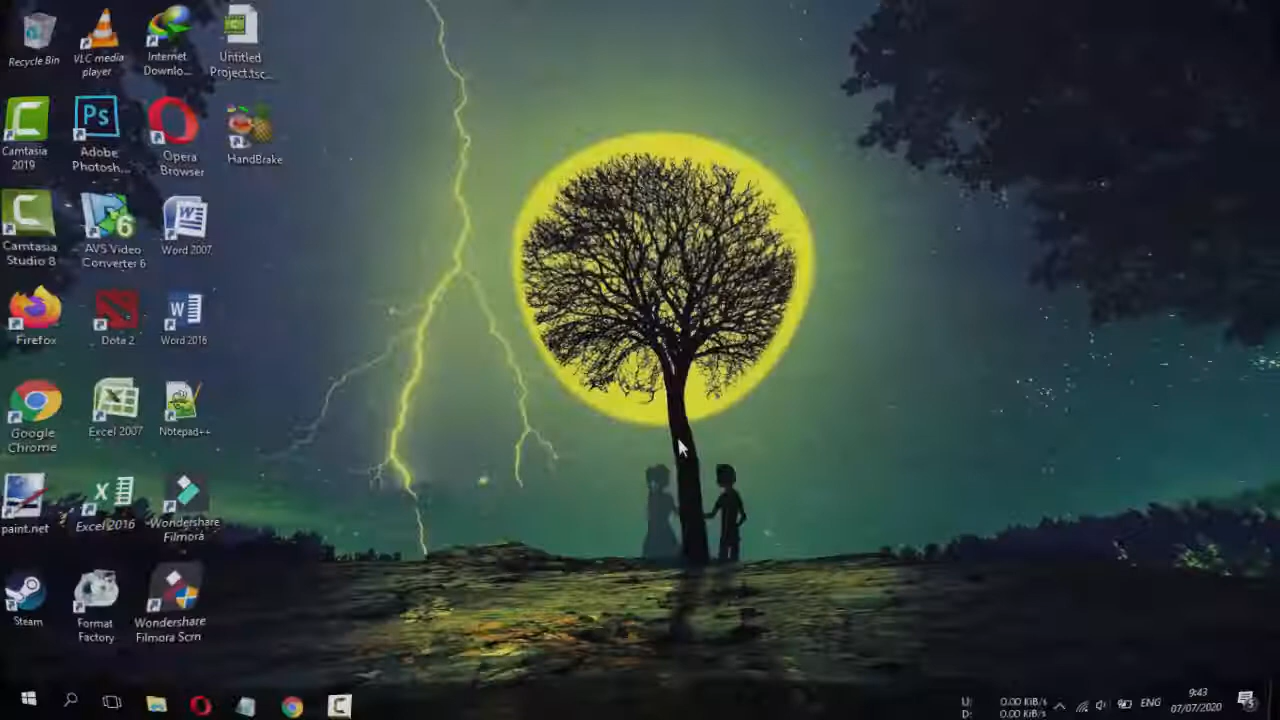 Recycle Bin
VLC media
player
Internet
Downlo...
Untitled
Project.tsc...
Camtasia
2019
Adobe
Photosh...
Opera
Browser
HandBrake
Camtasia
Studio 8
AVS Video
Converter 6
Word 2007
Firefox
Dota 2
Word 2016
Google
Chrome
Excel 2007
Notepad++
paint.net
Excel 2016
Wondershare
Filmora
Steam
Format
Factory
Wondershare
Filmora Scrn
U: 0.00 KiB/s
D: 0.00 KiB/s
ENG
9:43
07/07/2020
5